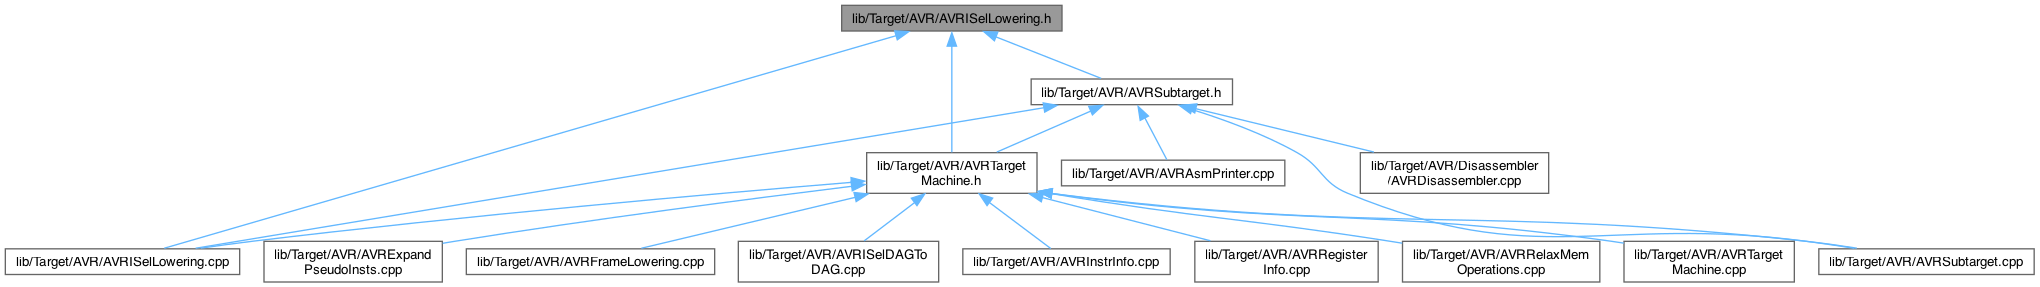 lib/Target/AVR/AVRISelLowering.h
lib/Target/AVR/AVRSubtarget.h
lib/Target/AVR/AVRTarget
Machine.h
lib/Target/AVR/AVRAsmPrinter.cpp
lib/Target/AVR/Disassembler
/AVRDisassembler.cpp
lib/Target/AVR/AVRISelLowering.cpp
lib/Target/AVR/AVRExpand
PseudoInsts.cpp
lib/Target/AVR/AVRFrameLowering.cpp
lib/Target/AVR/AVRISelDAGTo
DAG.cpp
lib/Target/AVR/AVRInstrInfo.cpp
lib/Target/AVR/AVRRegister
Info.cpp
lib/Target/AVR/AVRRelaxMem
Operations.cpp
lib/Target/AVR/AVRTarget
Machine.cpp
lib/Target/AVR/AVRSubtarget.cpp